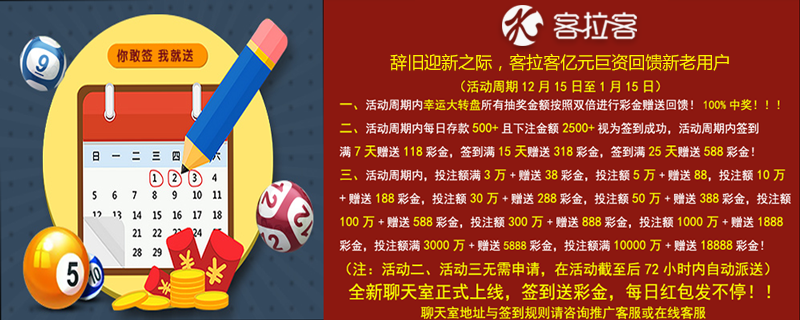 你敢签 我就送
9
日 一 二 三 四 五 六
1 2 3 4
5 6 7 8 9 10 11
5
10
2
客拉客
辞旧迎新之际，客拉客亿元巨资回馈新老用户
（活动周期 12 月 15 日至 1 月 15 日）
一、活动周期内幸运大转盘所有抽奖金额按照双倍进行彩金赠送回馈！ 100% 中奖！！！
二、活动周期内每日存款 500+ 且下注金额 2500+ 视为签到成功，活动周期内签到
满 7 天赠送 118 彩金，签到满 15 天赠送 318 彩金，签到满 25 天赠送 588 彩金！
三、活动周期内，投注额满 3 万 + 赠送 38 彩金，投注额 5 万 + 赠送 88，投注额 10 万
+ 赠送 188 彩金，投注额 30 万 + 赠送 288 彩金，投注额 50 万 + 赠送 388 彩金，投注额
100 万 + 赠送 588 彩金，投注额 300 万 + 赠送 888 彩金，投注额 1000 万 + 赠送 1888
彩金，投注额满 3000 万 + 赠送 5888 彩金，投注额满 10000 万 + 赠送 18888 彩金！
（注：活动二、活动三无需申请，在活动截至后 72 小时内自动派送）
全新聊天室正式上线，签到送彩金，每日红包发不停！！
聊天室地址与签到规则请咨询推广客服或在线客服